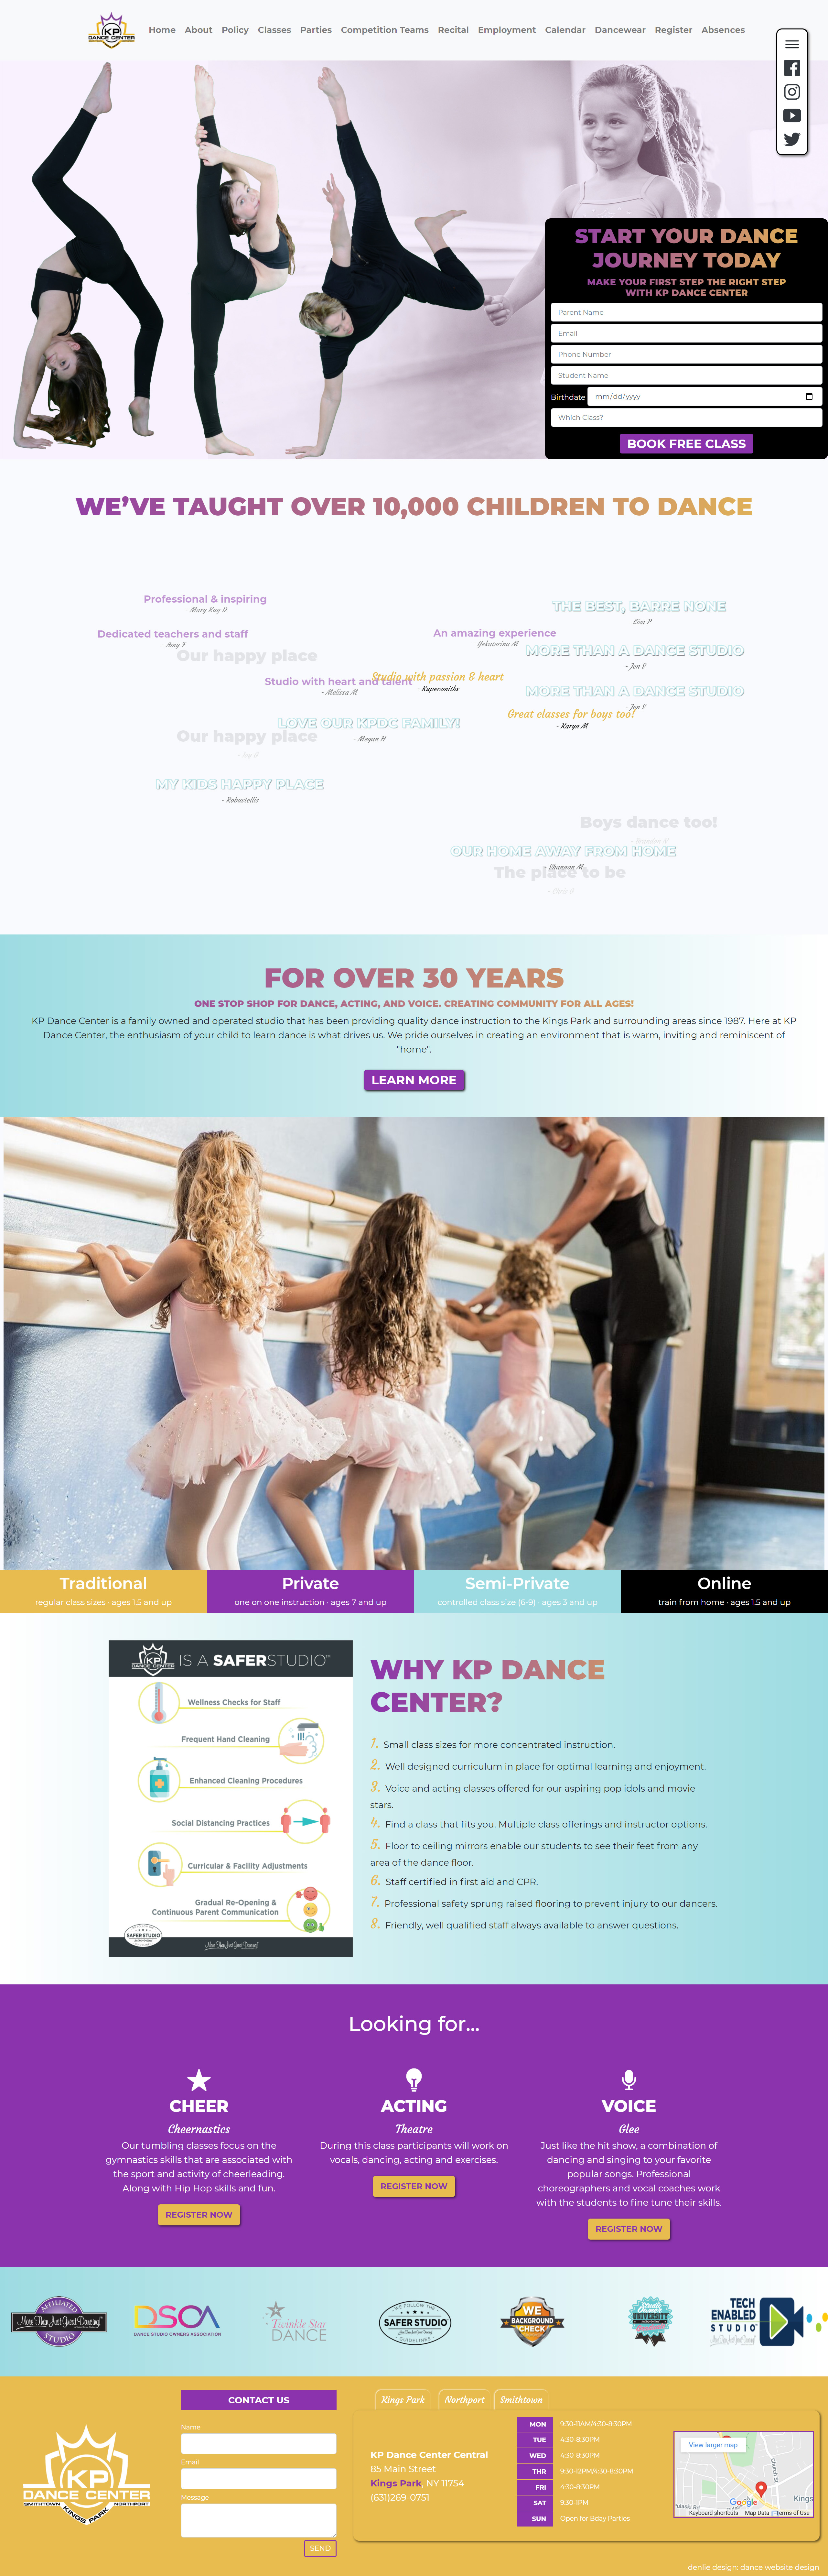 KP
DANCE CENTER
Home About Policy Classes Parties Competition Teams Recital Employment Calendar Dancewear Register Absences
START YOUR DANCE
JOURNEY TODAY
MAKE YOUR FIRST STEP THE RIGHT STEP
WITH KP DANCE CENTER
Parent Name
Email
Phone Number
Student Name
Birthdate mm/dd/yyyy
Which Class?
BOOK FREE CLASS
WE'VE TAUGHT OVER 10,000 CHILDREN TO DANCE
Professional & inspiring
- Mary Kay D
THE BEST, BARRE NONE
- Lisa P
Dedicated teachers and staff
- Amy F
An amazing experience
- Yekaterina M
Our happy place
MORE THAN A DANCE STUDIO
- Jen S
Studio with passion & heart
- Kupersmiths
Studio with heart and talent
- Melissa M
MORE THAN A DANCE STUDIO
- Jen S
Great classes for boys too!
- Karyn M
LOVE OUR KPDC FAMILY!
- Megan H
Our happy place
MY KIDS HAPPY PLACE
- Robustellis
Boys dance too!
OUR HOME AWAY FROM HOME
- Shannon M
The place to be
FOR OVER 30 YEARS
ONE STOP SHOP FOR DANCE, ACTING, AND VOICE. CREATING COMMUNITY FOR ALL AGES!
KP Dance Center is a family owned and operated studio that has been providing quality dance instruction to the Kings Park and surrounding areas since 1987. Here at KP
Dance Center, the enthusiasm of your child to learn dance is what drives us. We pride ourselves in creating an environment that is warm, inviting and reminiscent of
"home".
LEARN MORE
Traditional
regular class sizes · ages 1.5 and up
Private
one on one instruction · ages 7 and up
Semi-Private
controlled class size (6-9) · ages 3 and up
Online
train from home · ages 1.5 and up
KP
DANCE CENTER
IS A SAFERSTUDIO™
Wellness Checks for Staff
Frequent Hand Cleaning
Enhanced Cleaning Procedures
Social Distancing Practices
Curricular & Facility Adjustments
Gradual Re-Opening &
Continuous Parent Communication
SAFER STUDIO
More Than Just Great Dancing!
WHY KP DANCE
CENTER?
1. Small class sizes for more concentrated instruction.
2. Well designed curriculum in place for optimal learning and enjoyment.
3. Voice and acting classes offered for our aspiring pop idols and movie
stars.
4. Find a class that fits you. Multiple class offerings and instructor options.
5. Floor to ceiling mirrors enable our students to see their feet from any
area of the dance floor.
6. Staff certified in first aid and CPR.
7. Professional safety sprung raised flooring to prevent injury to our dancers.
8. Friendly, well qualified staff always available to answer questions.
Looking for...
CHEER
Cheernastics
Our tumbling classes focus on the
gymnastics skills that are associated with
the sport and activity of cheerleading.
Along with Hip Hop skills and fun.
REGISTER NOW
ACTING
Theatre
During this class participants will work on
vocals, dancing, acting and exercises.
REGISTER NOW
VOICE
Glee
Just like the hit show, a combination of
dancing and singing to your favorite
popular songs. Professional
choreographers and vocal coaches work
with the students to fine tune their skills.
REGISTER NOW
AFFILIATED
More Than Just Great Dancing!
STUDIO
DSOA
DANCE STUDIO OWNERS ASSOCIATION
Twinkle Star
DANCE
WE FOLLOW THE
SAFER STUDIO
GUIDELINES
WE
BACKGROUND
CHECK
UNIVERSITY
TECH
ENABLED
STUDIO
KP
DANCE CENTER
SMITHTOWN KINGS PARK NORTHPORT
CONTACT US
Name
Email
Message
SEND
Kings Park Northport Smithtown
KP Dance Center Central
85 Main Street
Kings Park, NY 11754
(631)269-0751
MON 9:30-11AM/4:30-8:30PM
TUE 4:30-8:30PM
WED 4:30-8:30PM
THR 9:30-12PM/4:30-8:30PM
FRI 4:30-8:30PM
SAT 9:30-1PM
SUN Open for Bday Parties
View larger map
Church St
Kings
Pulaski Rd
Google
Keyboard shortcuts Map Data Terms of Use
denlie design: dance website design